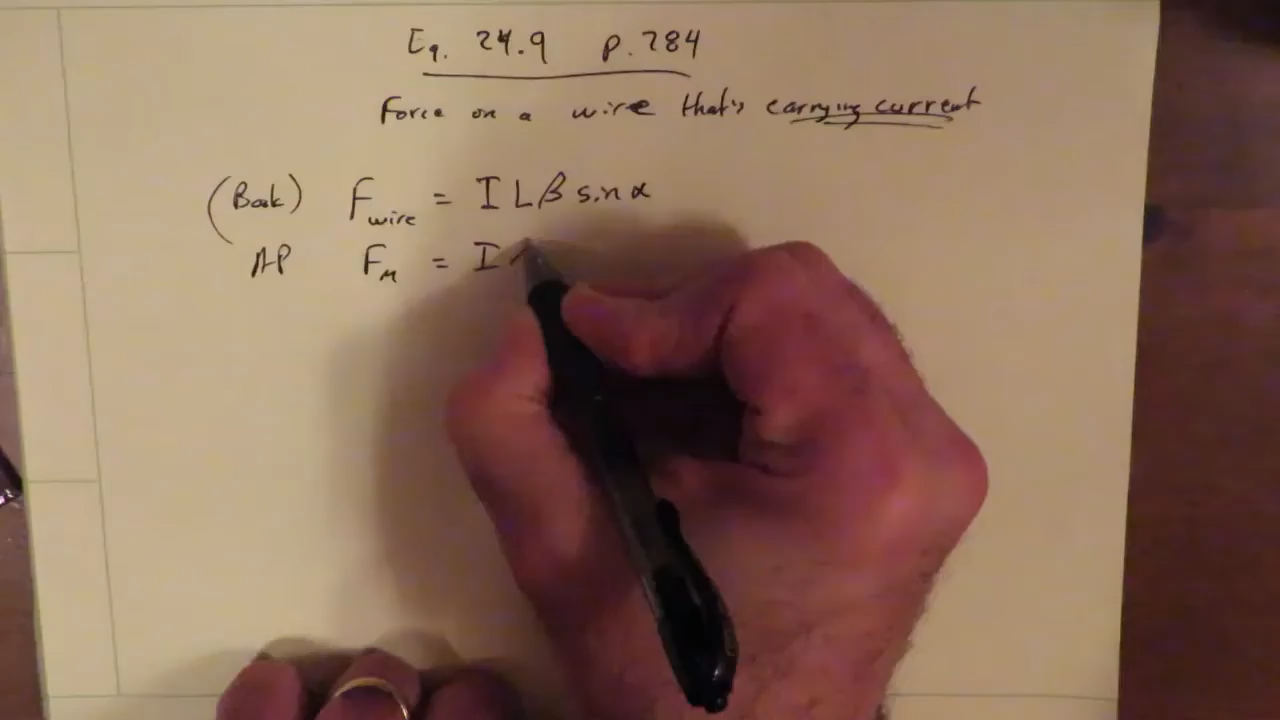 Eq. 24.9 p. 784
Force on a wire that's carrying current
(Book) Fwire = I L B sin α
AP FM = I